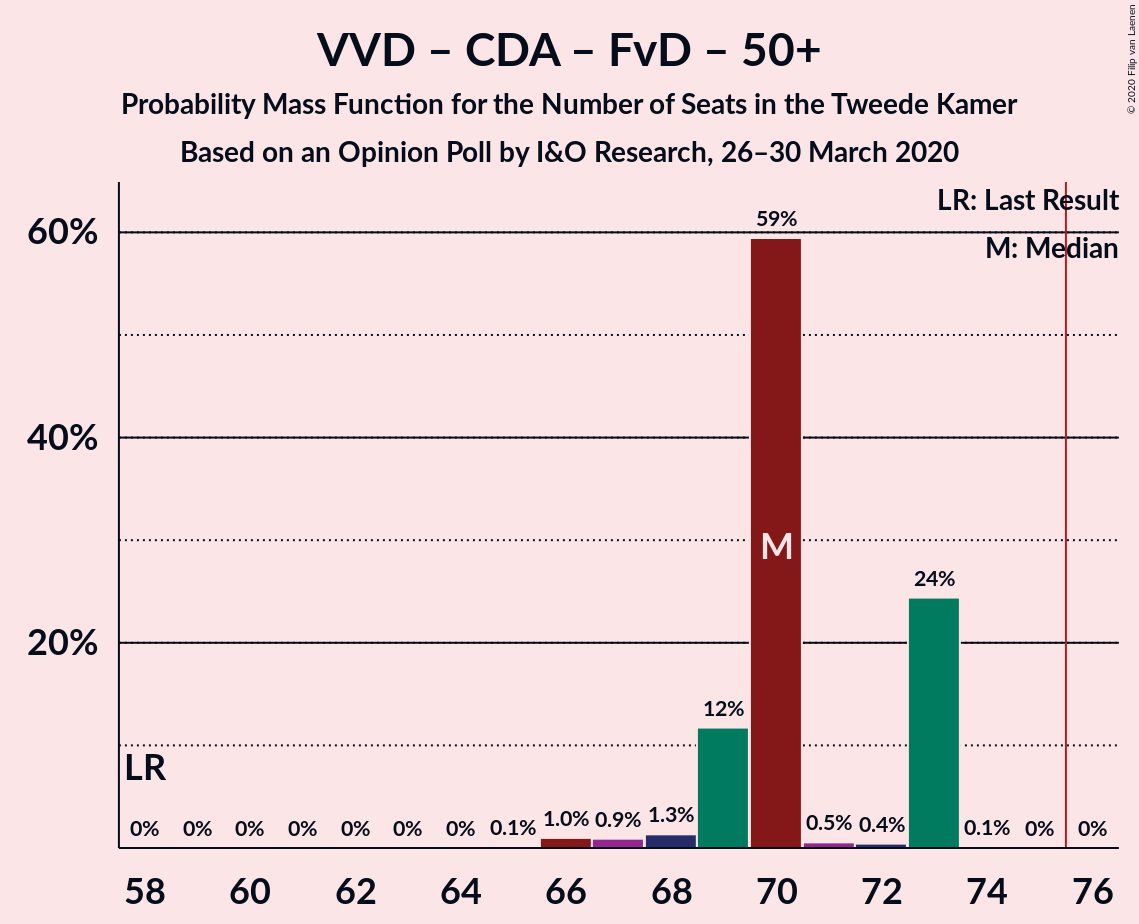 VVD – CDA – FvD – 50+
Probability Mass Function for the Number of Seats in the Tweede Kamer
Based on an Opinion Poll by I&O Research, 26–30 March 2020
© 2020 Filip van Laenen
LR: Last Result
M: Median
60%
40%
20%
59%
M
24%
12%
LR
0% 0% 0% 0% 0% 0% 0% 0.1% 1.0% 0.9% 1.3% 0.5% 0.4% 0.1% 0% 0%
58 60 62 64 66 68 70 72 74 76